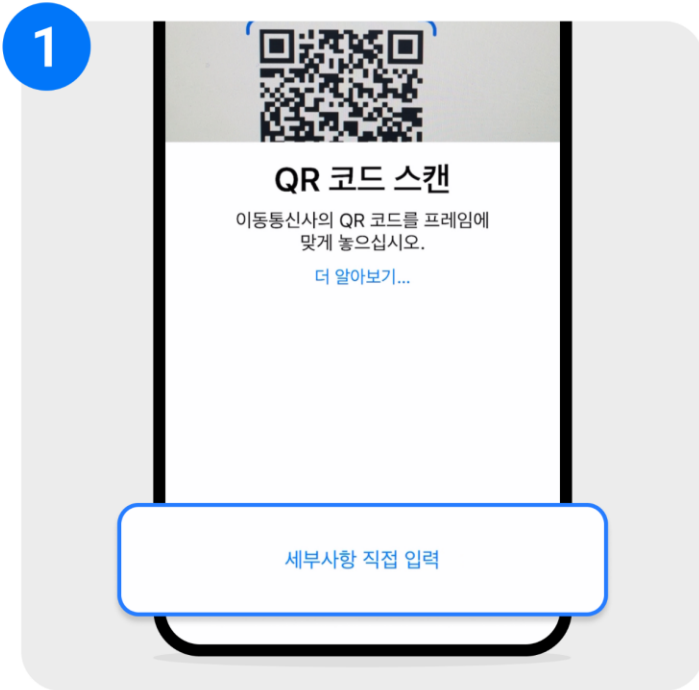 1
QR 코드 스캔
이동통신사의 QR 코드를 프레임에
맞게 놓으십시오.
더 알아보기...
세부사항 직접 입력